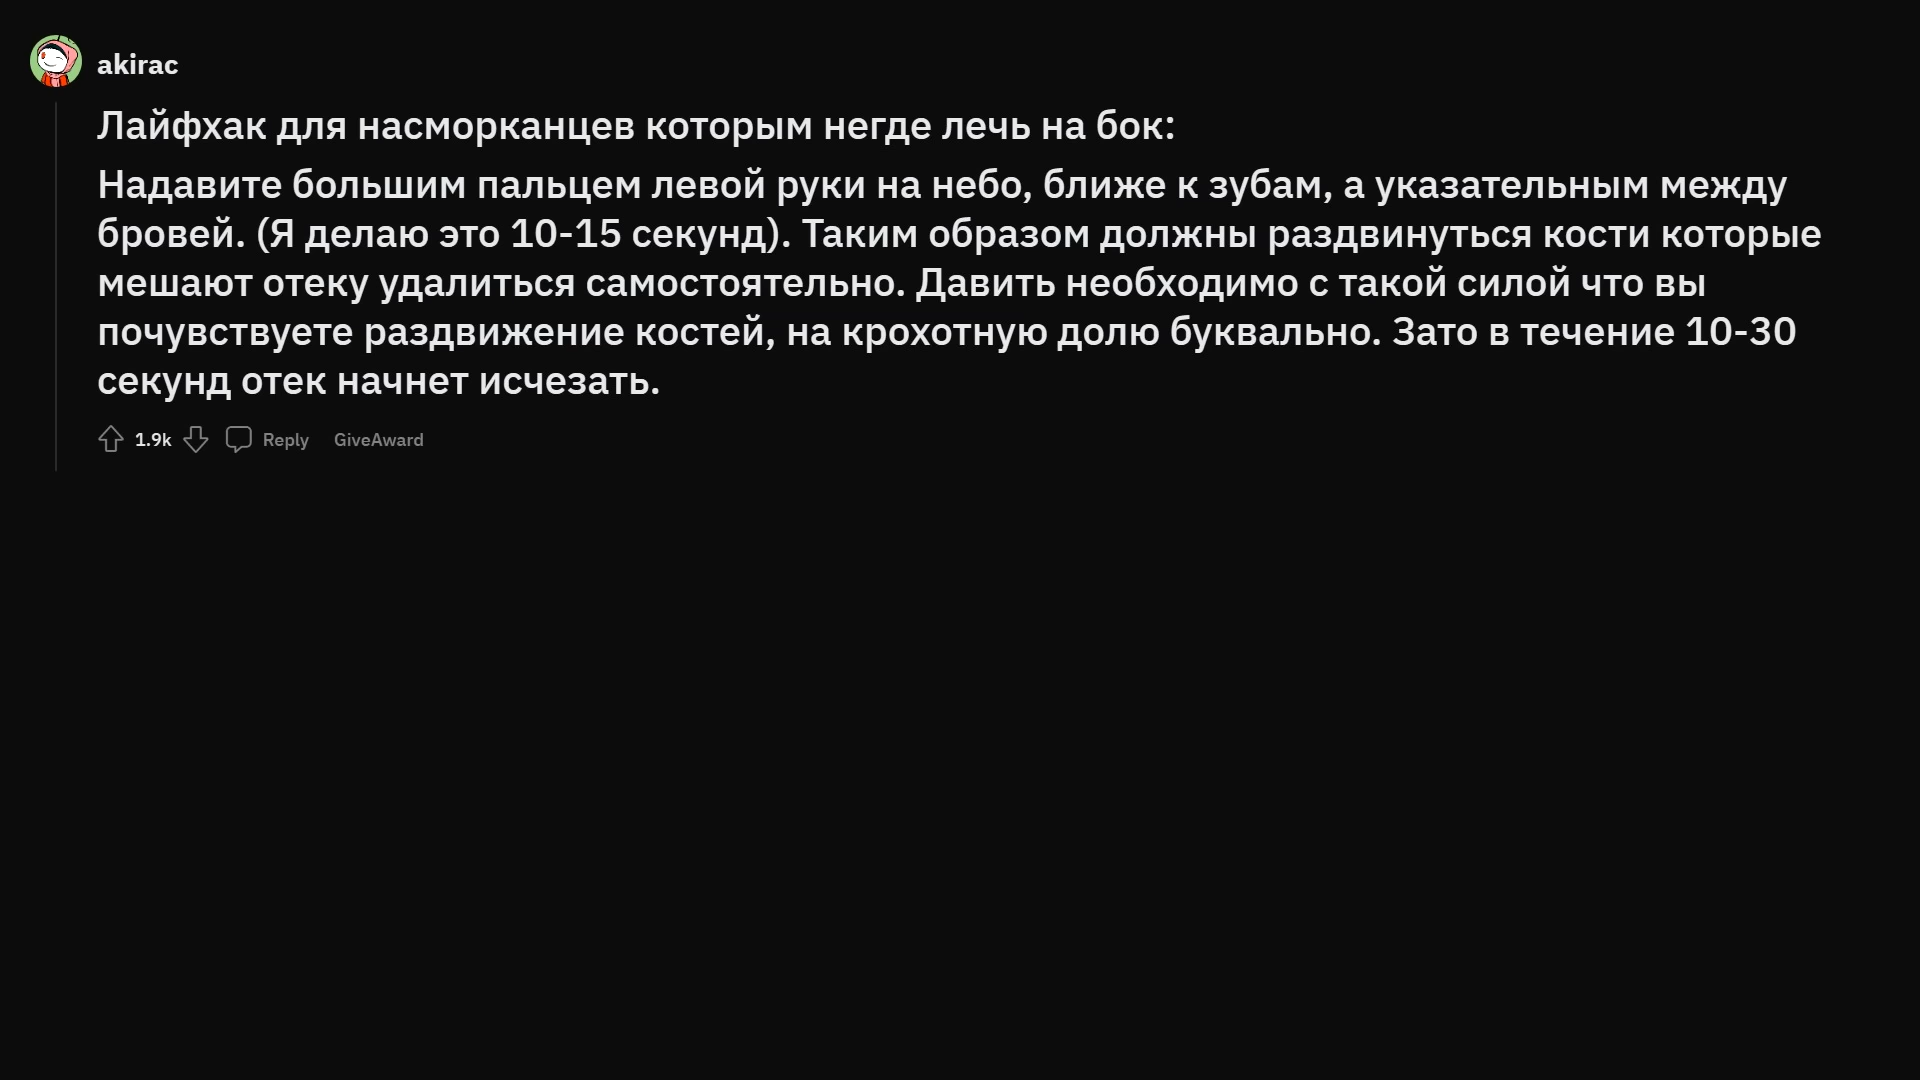 akirac
Лайфхак для насморканцев которым негде лечь на бок:
Надавите большим пальцем левой руки на небо, ближе к зубам, а указательным между
бровей. (Я делаю это 10-15 секунд). Таким образом должны раздвинуться кости которые
мешают отеку удалиться самостоятельно. Давить необходимо с такой силой что вы
почувствуете раздвижение костей, на крохотную долю буквально. Зато в течение 10-30
секунд отек начнет исчезать.
1.9k Reply GiveAward